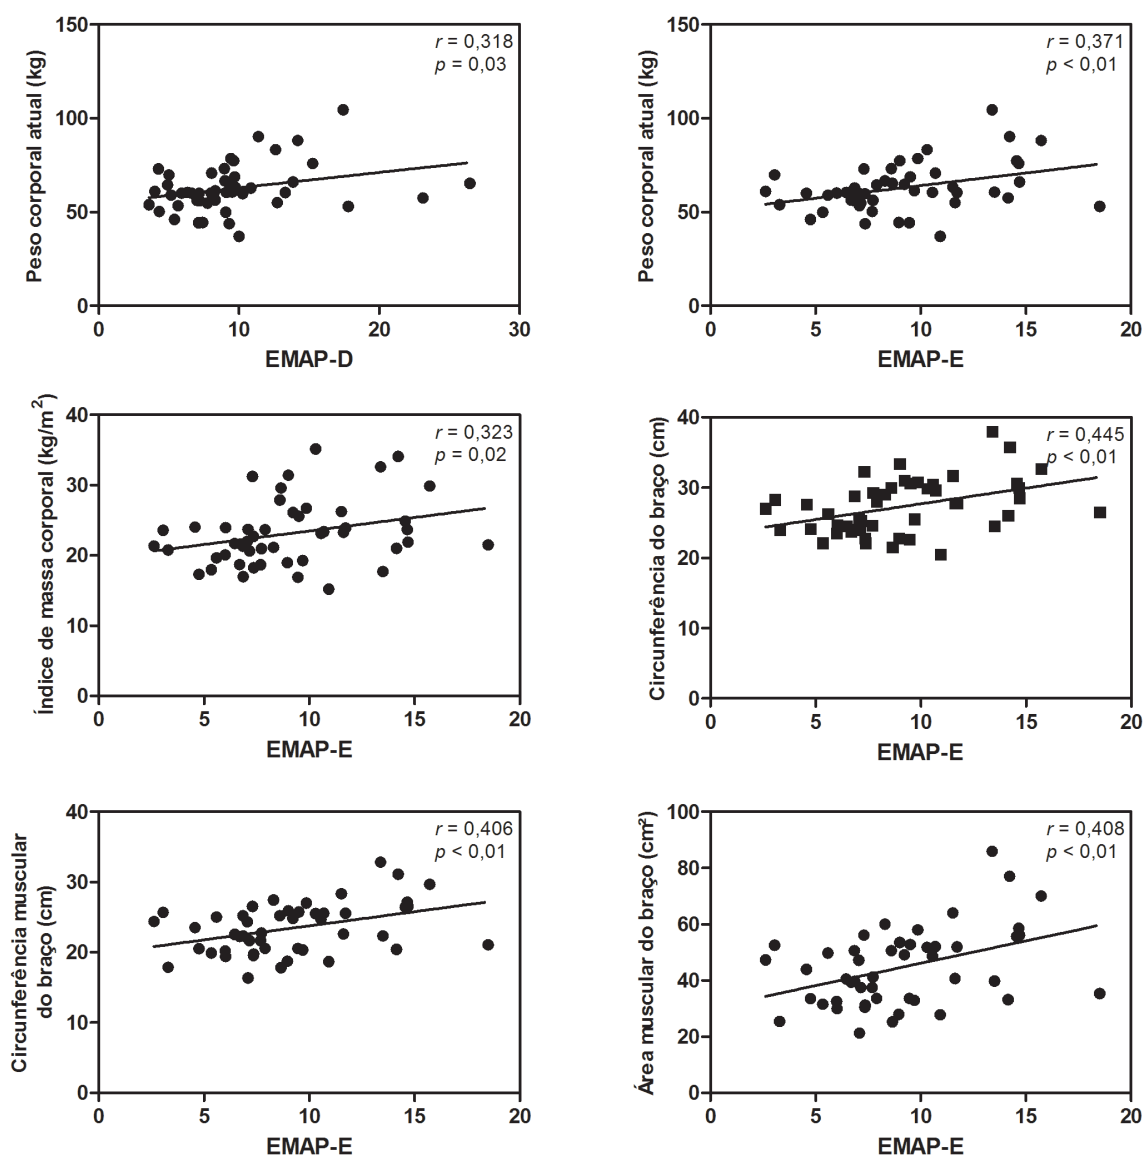 150
100
50
0
Peso corporal atual (kg)
r = 0,318
p = 0,03
0 10 20 30
EMAP-D
150
100
50
0
Peso corporal atual (kg)
r = 0,371
p < 0,01
0 5 10 15 20
EMAP-E
40
30
20
10
0
Índice de massa corporal (kg/m²)
r = 0,323
p = 0,02
0 5 10 15 20
EMAP-E
40
30
20
10
0
Circunferência do braço (cm)
r = 0,445
p < 0,01
0 5 10 15 20
EMAP-E
40
30
20
10
0
Circunferência muscular
do braço (cm)
r = 0,406
p < 0,01
0 5 10 15 20
EMAP-E
100
80
60
40
20
0
Área muscular do braço (cm²)
r = 0,408
p < 0,01
0 5 10 15 20
EMAP-E